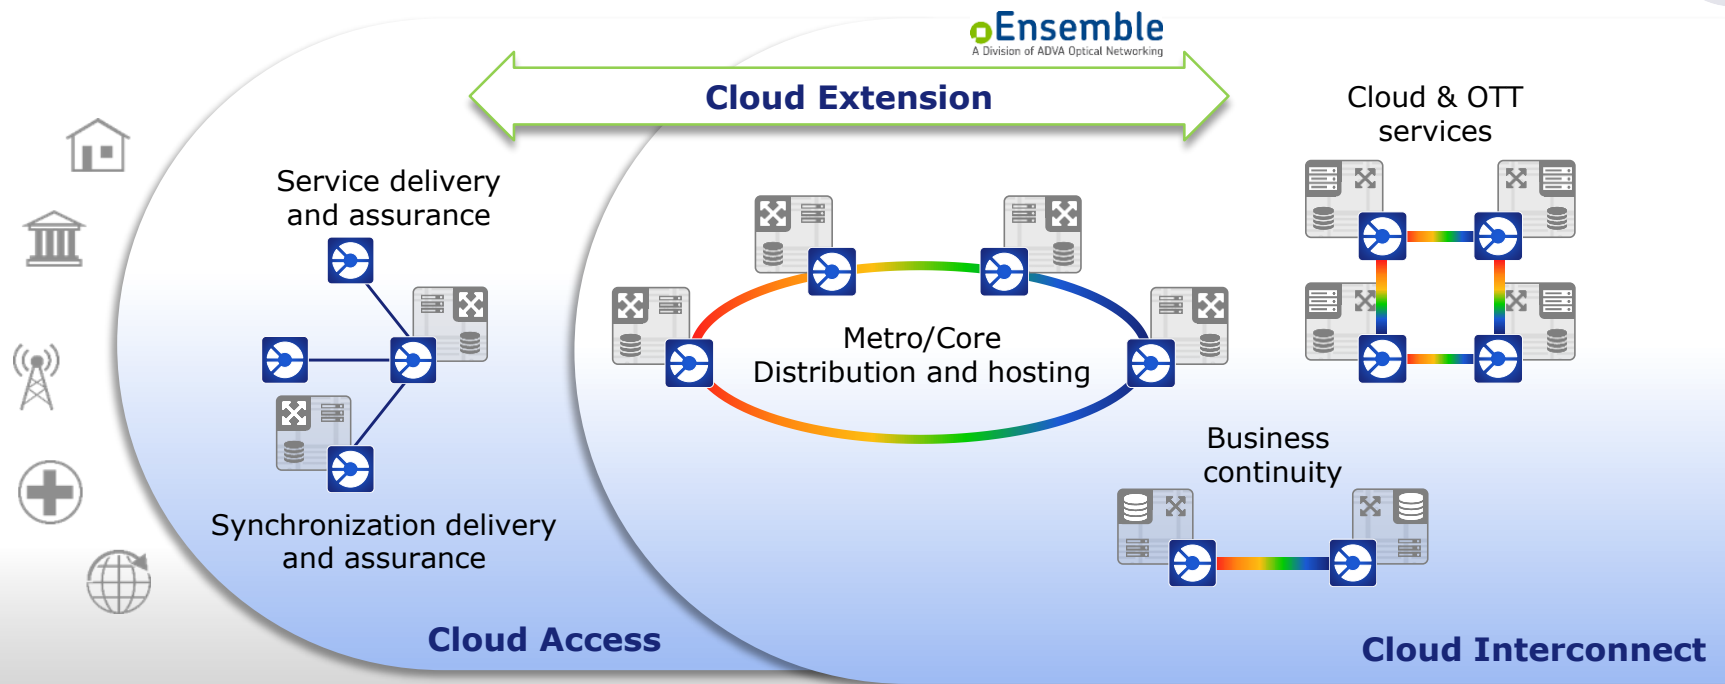 Ensemble
A Division of ADVA Optical Networking
Cloud Extension
Cloud & OTT
services
Service delivery
and assurance
Metro/Core
Distribution and hosting
Business
continuity
Synchronization delivery
and assurance
Cloud Access
Cloud Interconnect